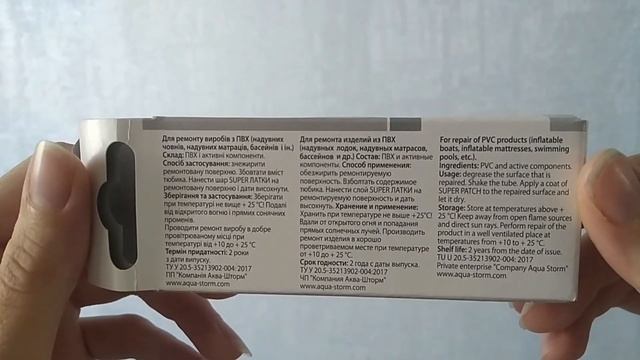 Для ремонту виробів з ПВХ (надувних
човнів, надувних матраців, басейнів і ін.)
Склад: ПВХ і активні компоненти.
Спосіб застосування: знежирити
ремонтовану поверхню. Збовтати вміст
тюбика. Нанести шар SUPER ЛАТКИ на
ремонтовану поверхню і дати висохнути.
Зберігання та застосування: Зберігати
при температурі не вище + 25 °C! Подалі
від відкритого вогню і прямих сонячних
променів.
Проводити ремонт виробу в добре
провітрюваному місці при
температурі від +10 до + 25 °C.
Термін придатності: 2 роки
з дати випуску.
ТУ У 20.5-35213902-004: 2017
ПП "Компанія Аква-Шторм"
www.aqua-storm.com
Для ремонта изделий из ПВХ
(надувных лодок, надувных матрасов,
бассейнов и др.) Состав: ПВХ и активные
компоненты. Способ применения:
обезжирить ремонтируемую
поверхность. Взболтать содержимое
тюбика. Нанести слой SUPER ЛАТКИ на
ремонтируемую поверхность и дать
высохнуть. Хранение и применение:
Хранить при температуре не выше +25°C!
Вдали от открытого огня и попадания
прямых солнечных лучей. Производить
ремонт изделия в хорошо
проветриваемом месте при температуре
от +10 до + 25 °C.
Срок годности: 2 года с даты выпуска.
ТУ У 20.5-35213902-004: 2017
ЧП "Компания Аква-Шторм"
www.aqua-storm.com
For repair of PVC products (inflatable
boats, inflatable mattresses, swimming
pools, etc.).
Ingredients: PVC and active components.
Usage: degrease the surface that is
repaired. Shake the tube. Apply a coat of
SUPER PATCH to the repaired surface and
let it dry.
Storage: Store at temperatures above +
25 °C! Keep away from open flame sources
and direct sun rays. Perform repair of the
product in a well ventilated place at
temperatures from +10 to + 25 °C.
Shelf life: 2 years from the date of issue.
TU U 20.5-35213902-004: 2017
Private enterprise "Company Aqua Storm"
www.aqua-storm.com